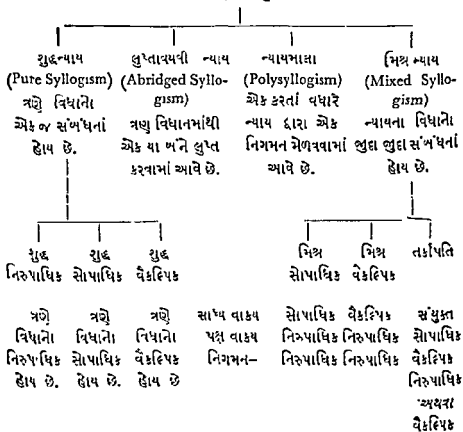 શુદ્ધન્યાય લુપ્તાવયવી ન્યાય ન્યાયમાલા મિશ્ર ન્યાય
(Pure Syllogism) (Abridged Syllo- (Polysyllogism) (Mixed Syllo-
ત્રણે વિધાનો gism) એક કરતાં વધારે gism)
એક જ સંબંધનાં ત્રણ વિધાનમાંથી ન્યાય દ્વારા એક ન્યાયના વિધાનો
હોય છે. એક યા બંને લુપ્ત નિગમન મેળવવામાં જુદા જુદા સંબંધનાં
કરવામાં આવે છે. આવે છે. હોય છે.
શુદ્ધ શુદ્ધ શુદ્ધ મિશ્ર મિશ્ર તર્કાપતિ
નિરુપાધિક સોપાધિક વૈકલ્પિક સોપાધિક વૈકલ્પિક
ત્રણે ત્રણે ત્રણે સાધ્ય વાક્ય સોપાધિક વૈકલ્પિક સંયુક્ત
વિધાનો વિધાનો વિધાનો પક્ષ વાક્ય નિરુપાધિક નિરુપાધિક સોપાધિક
નિરુપાધિક સોપાધિક વૈકલ્પિક નિગમન– નિરુપાધિક નિરુપાધિક વૈકલ્પિક
હોય છે. હોય છે. હોય છે નિરુપાધિક
અથવા
વૈકલ્પિક